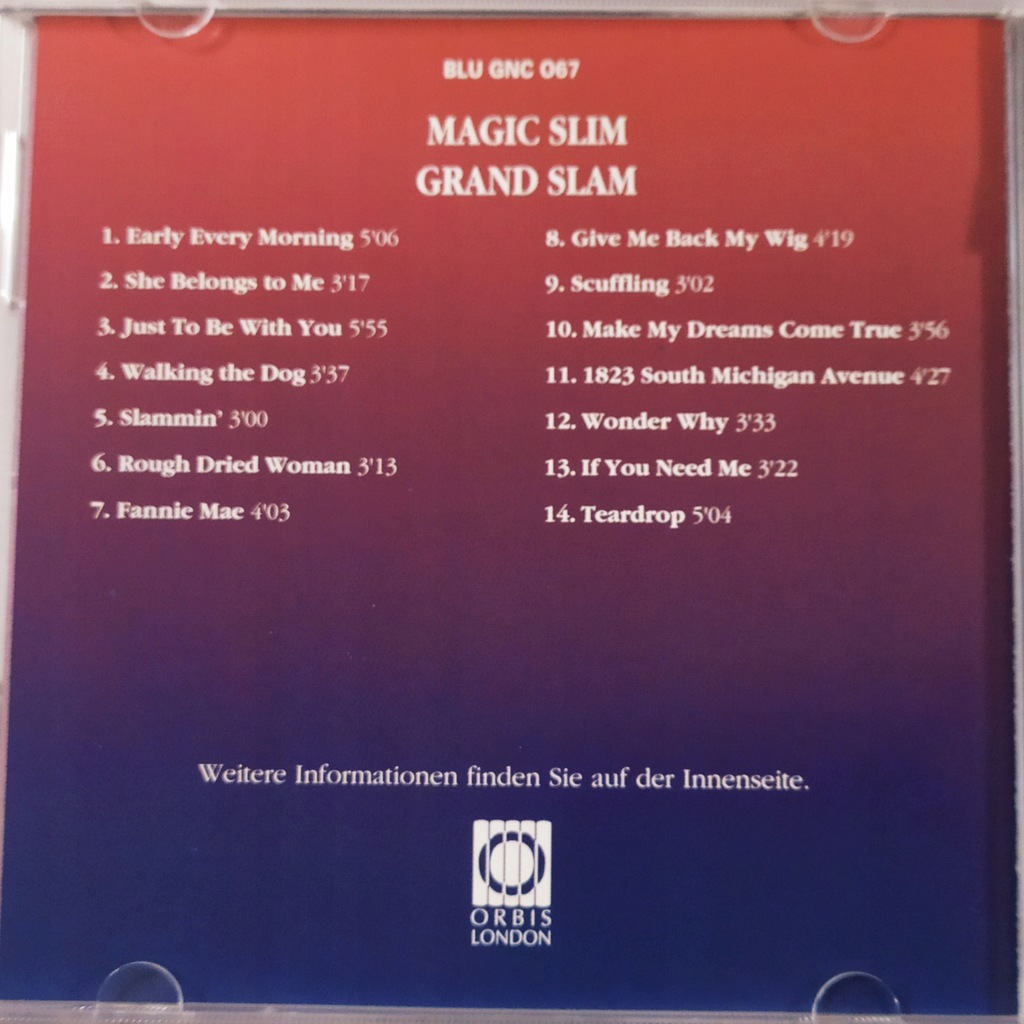 BLU GNC 067
MAGIC SLIM
GRAND SLAM
1. Early Every Morning 5'06
2. She Belongs to Me 3'17
3. Just To Be With You 5'55
4. Walking the Dog 3'37
5. Slammin' 3'00
6. Rough Dried Woman 3'13
7. Fannie Mae 4'03
8. Give Me Back My Wig 4'19
9. Scuffling 3'02
10. Make My Dreams Come True 3'56
11. 1823 South Michigan Avenue 4'27
12. Wonder Why 3'33
13. If You Need Me 3'22
14. Teardrop 5'04
Weitere Informationen finden Sie auf der Innenseite.
ORBIS
LONDON